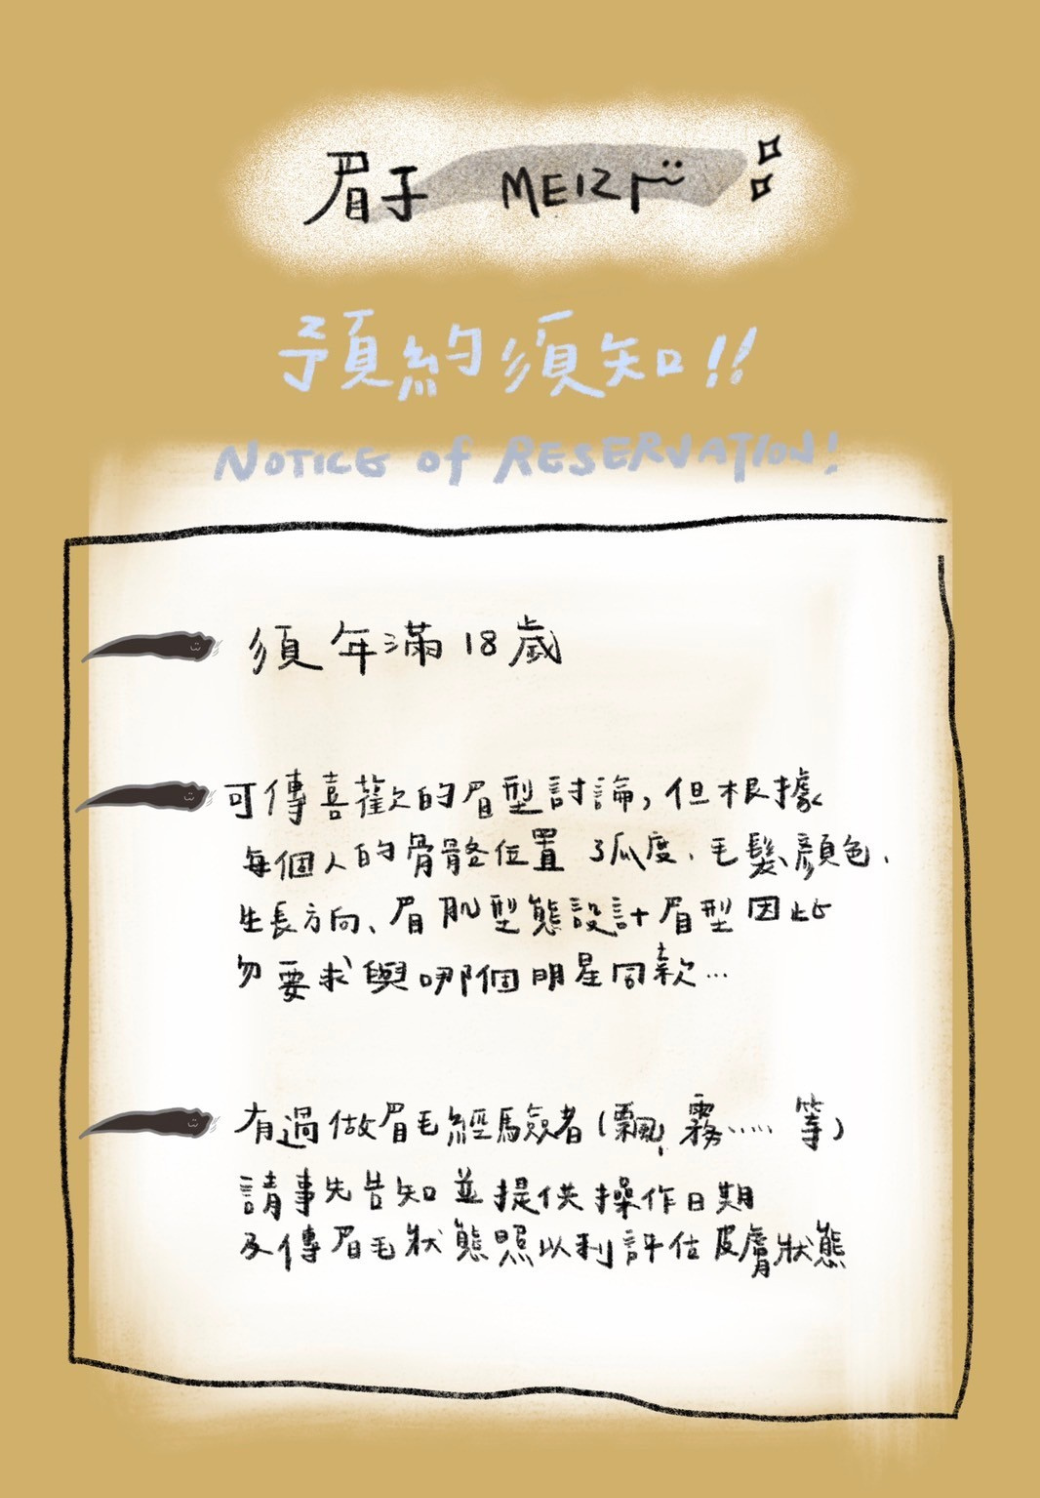 眉子 MEIZI
預約須知!!
NOTICE of RESERVATION!
須年滿18歲
可傳喜歡的眉型討論,但根據
每個人的骨骼位置 弧度、毛髮顏色、
生長方向、眉肌型態設計眉型因此
勿要求與哪個明星同款...
有過做眉毛經驗者(飄,霧...... 等)
請事先告知並提供操作日期
及傳眉毛狀態照以利評估皮膚狀態